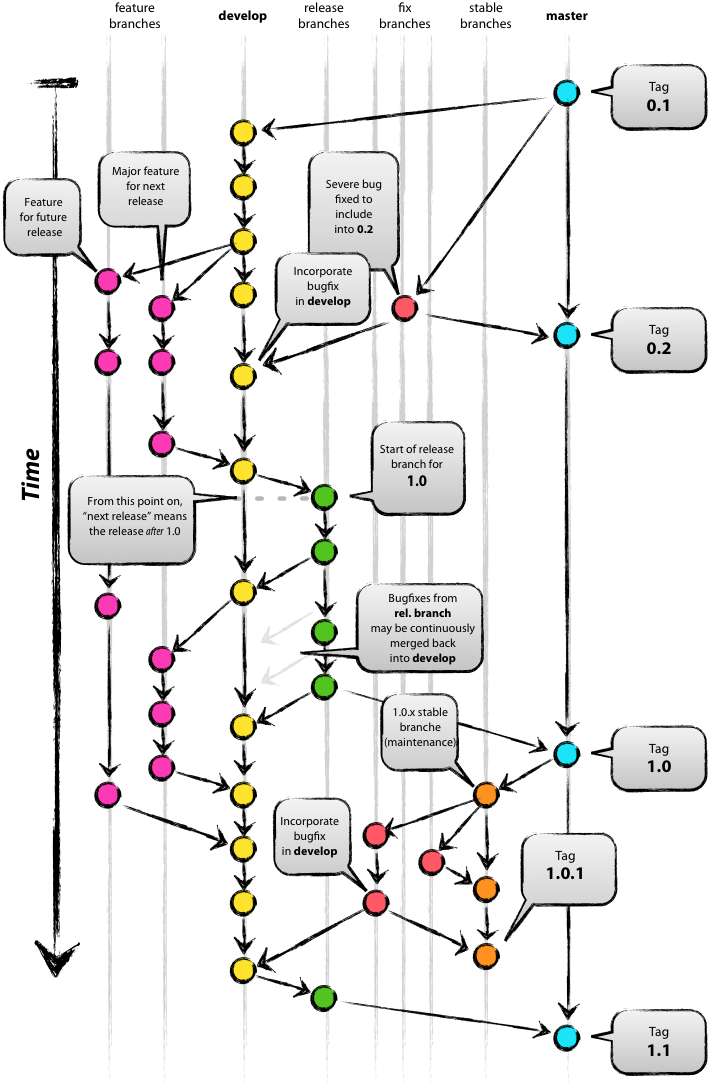 feature
branches
develop
release
branches
fix
branches
stable
branches
master
Tag
0.1
Major feature
for next
release
Severe bug
fixed to
include
into 0.2
Feature
for future
release
Incorporate
bugfix
in develop
Tag
0.2
Start of release
branch for
1.0
Time
From this point on,
“next release” means
the release after 1.0
Bugfixes from
rel. branch
may be continuously
merged back
into develop
1.0.x stable
branche
(maintenance)
Tag
1.0
Incorporate
bugfix
in develop
Tag
1.0.1
Tag
1.1